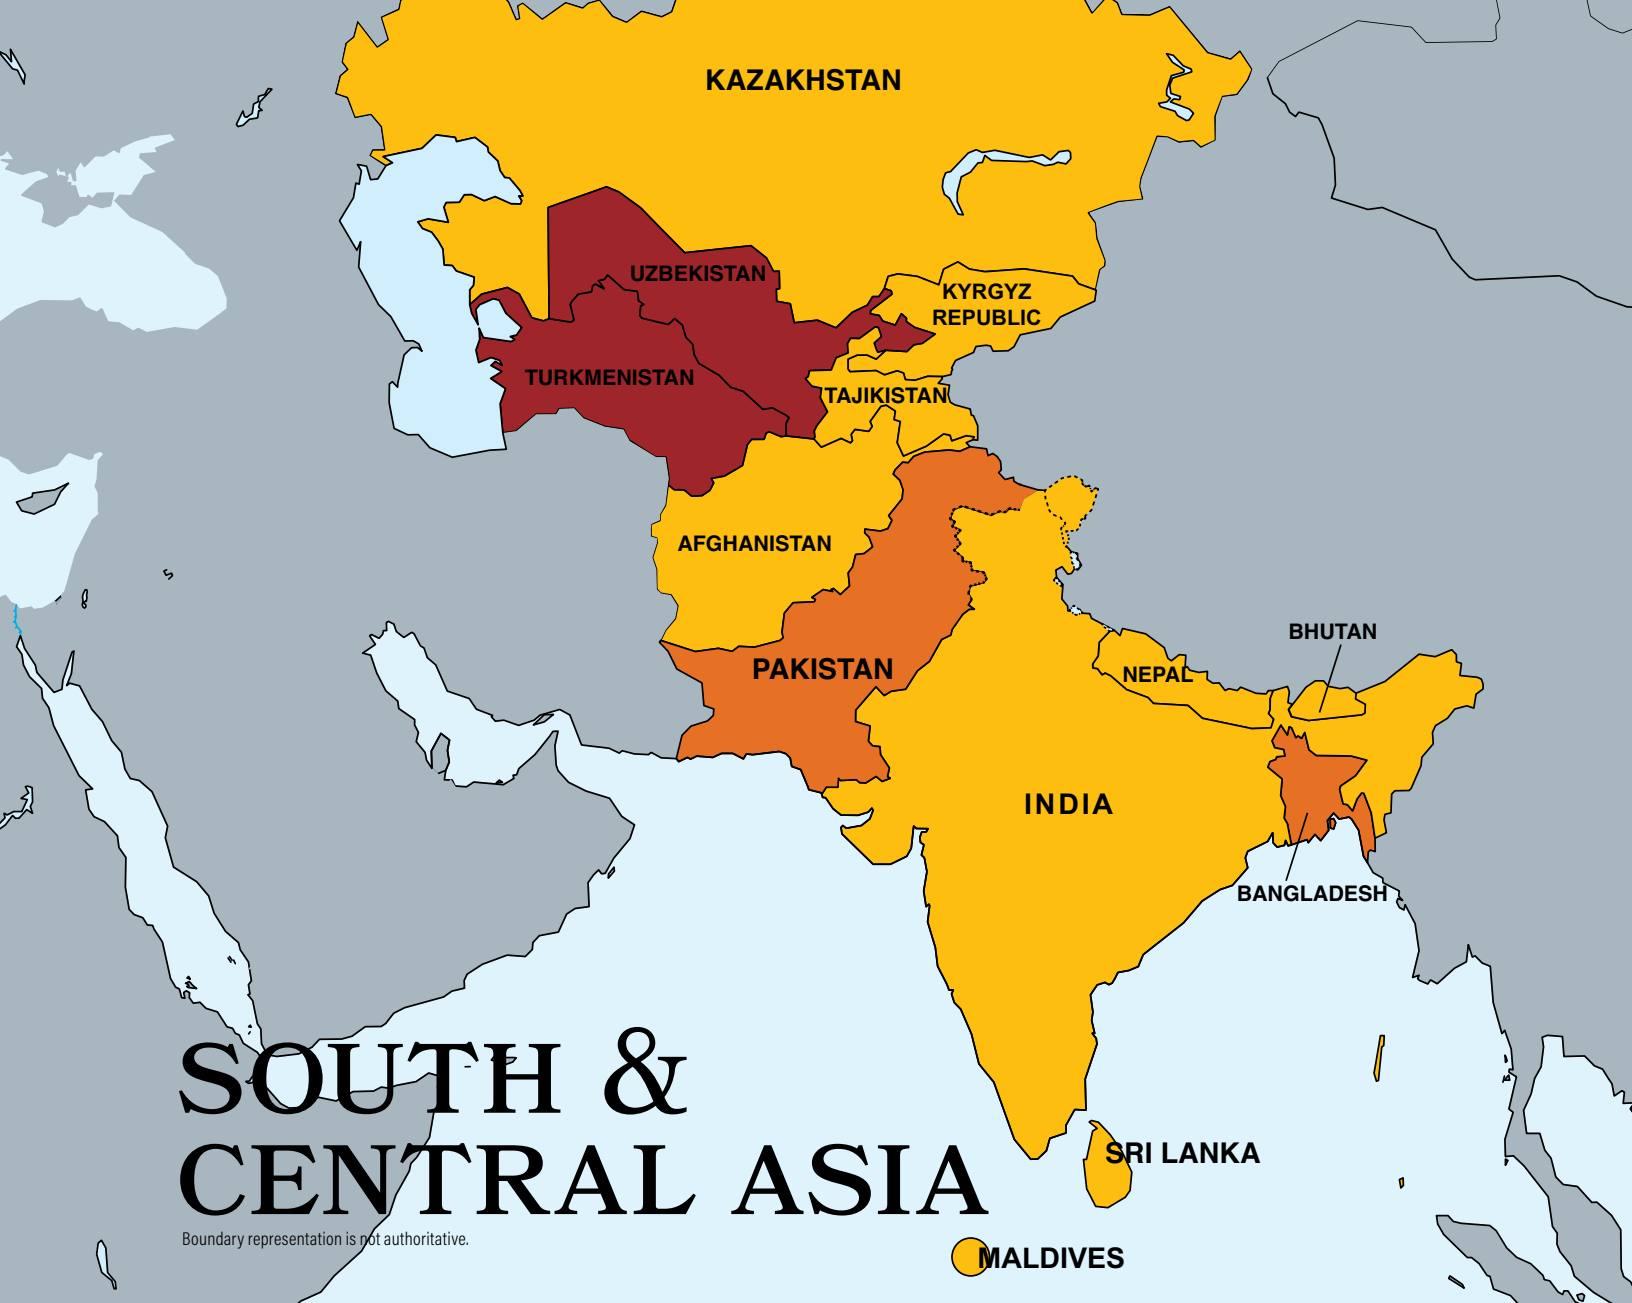 KAZAKHSTAN
UZBEKISTAN
KYRGYZ
REPUBLIC
TURKMENISTAN
TAJIKISTAN
AFGHANISTAN
PAKISTAN
BHUTAN
NEPAL
INDIA
BANGLADESH
SOUTH &
CENTRAL ASIA
Boundary representation is not authoritative.
SRI LANKA
MALDIVES